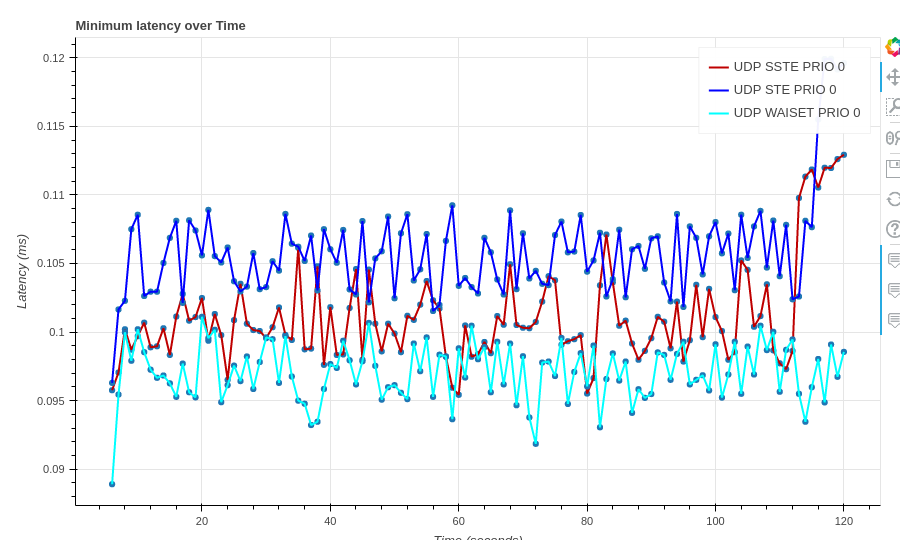 Minimum latency over Time
0.12
0.115
0.11
0.105
0.1
0.095
0.09
Latency (ms)
UDP SSTE PRIO 0
UDP STE PRIO 0
UDP WAISET PRIO 0
20
40
60
80
100
120
Time (seconds)